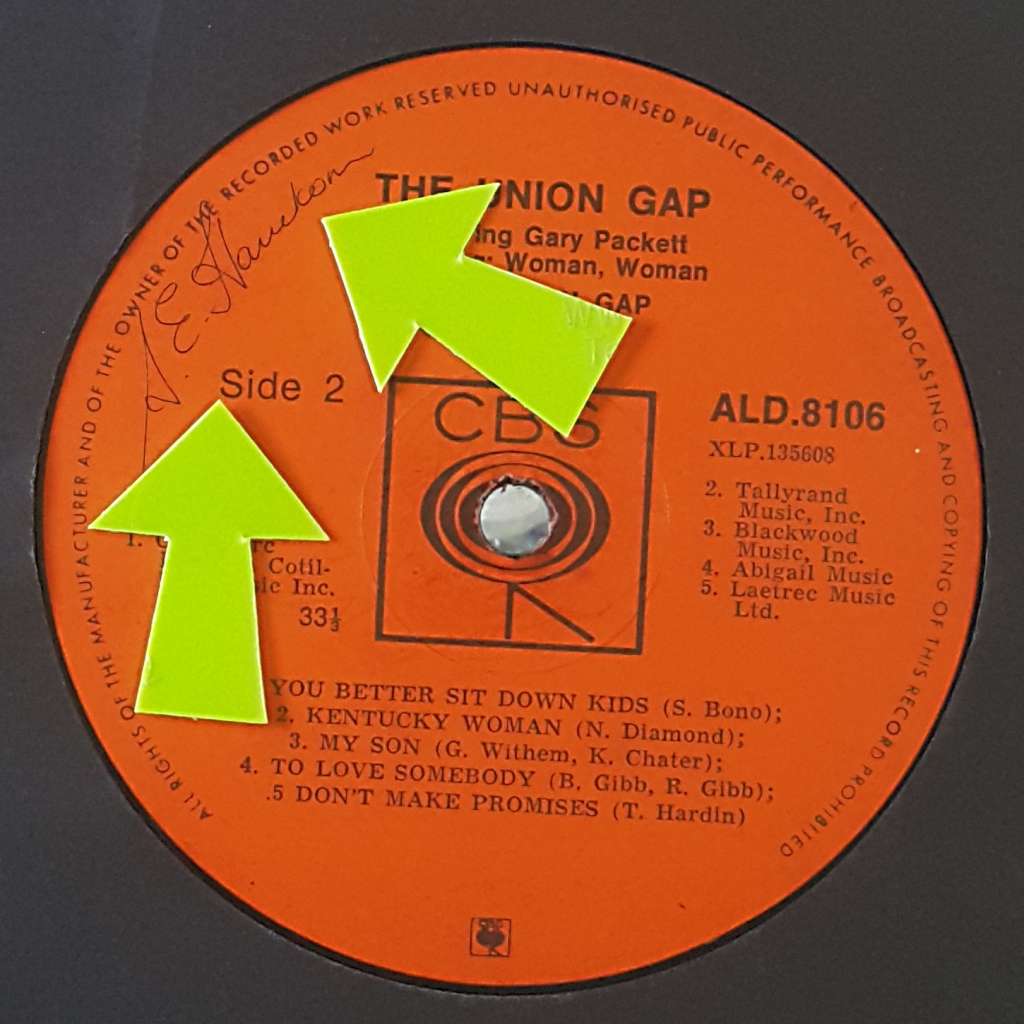 ALL RIGHTS OF THE MANUFACTURER AND OF THE OWNER OF THE RECORDED WORK RESERVED UNAUTHORISED PUBLIC PERFORMANCE BROADCASTING AND COPYING OF THIS RECORD PROHIBITED
THE UNION GAP
Gary Packett
Woman, Woman
GAP
Side 2
CBS
ALD.8106
XLP.135608
2. Tallyrand
Music, Inc.
3. Blackwood
Music, Inc.
4. Abigail Music
5. Laetrec Music
Ltd.
1.
Cotil-
Inc.
33⅓
YOU BETTER SIT DOWN KIDS (S. Bono);
2. KENTUCKY WOMAN (N. Diamond);
3. MY SON (G. Withem, K. Chater);
4. TO LOVE SOMEBODY (B. Gibb, R. Gibb);
.5 DON'T MAKE PROMISES (T. Hardin)